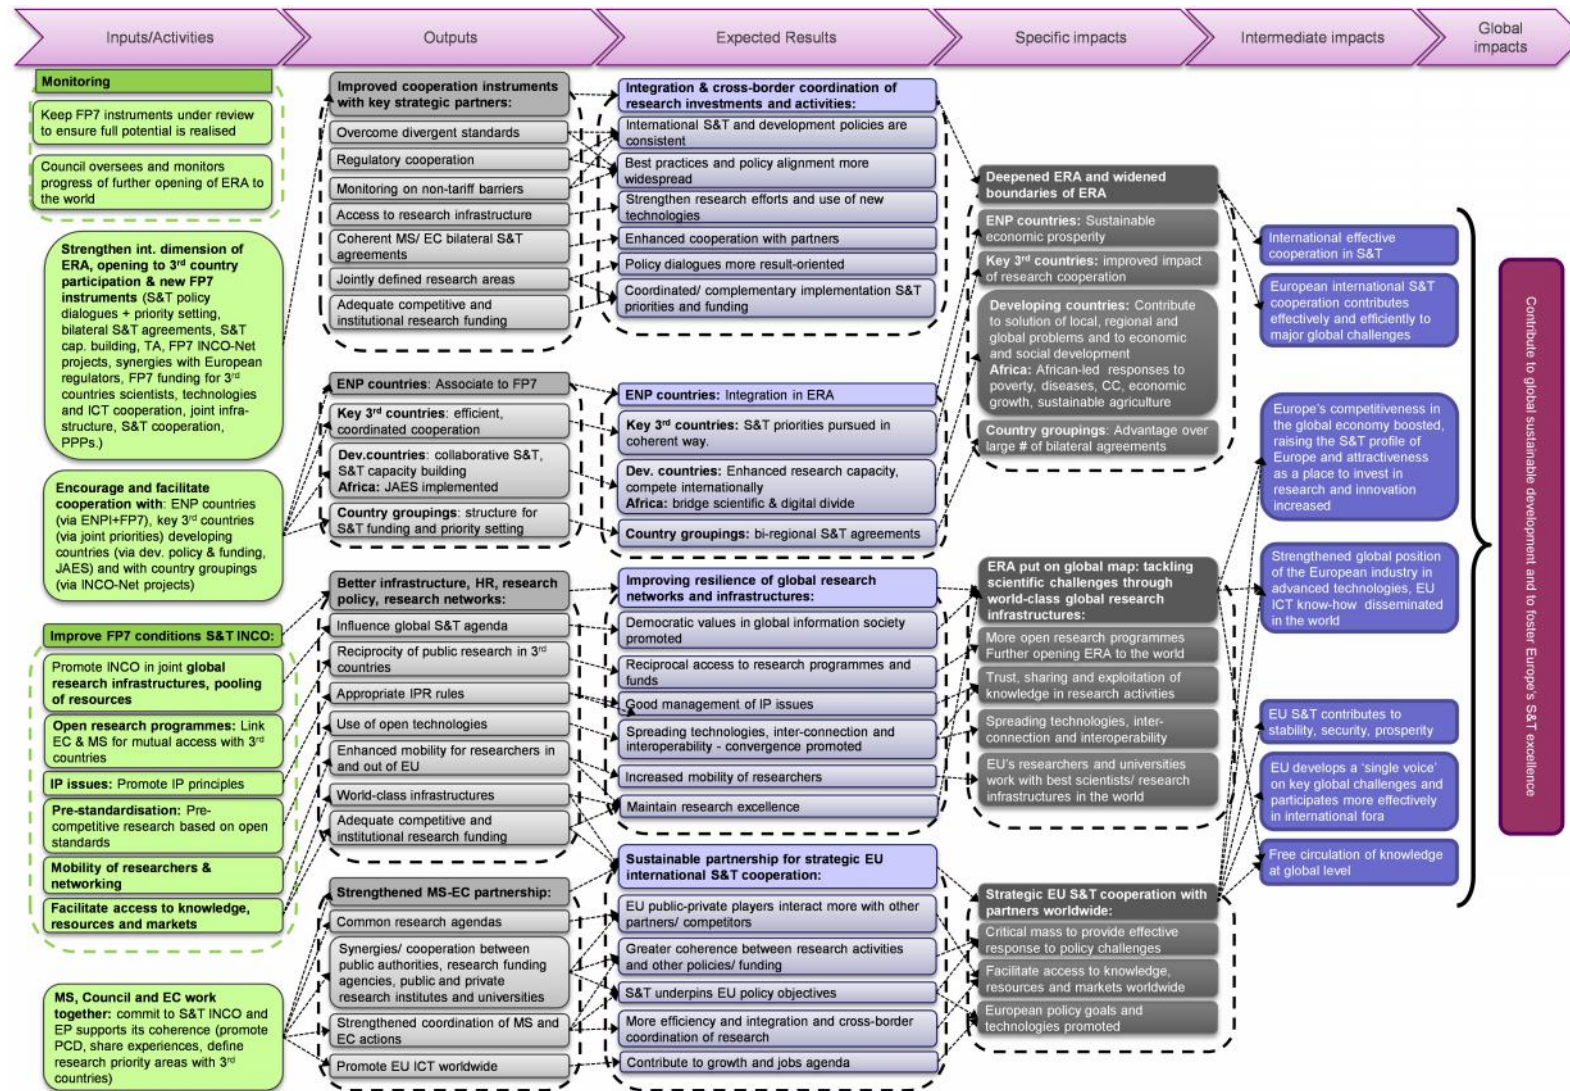 Inputs/Activities
Outputs
Expected Results
Specific impacts
Intermediate impacts
Global
impacts
Monitoring
Keep FP7 instruments under review
to ensure full potential is realised
Council oversees and monitors
progress of further opening of ERA to
the world
Strengthen int. dimension of
ERA, opening to 3rd country
participation & new FP7
instruments (S&T policy
dialogues + priority setting,
bilateral S&T agreements, S&T
cap. building, TA, FP7 INCO-Net
projects, synergies with European
regulators, FP7 funding for 3rd
countries scientists, technologies
and ICT cooperation, joint infra-
structure, S&T cooperation,
PPPs.)
Encourage and facilitate
cooperation with: ENP countries
(via ENPI+FP7), key 3rd countries
(via joint priorities) developing
countries (via dev. policy & funding,
JAES) and with country groupings
(via INCO-Net projects)
Improve FP7 conditions S&T INCO:
Promote INCO in joint global
research infrastructures, pooling
of resources
Open research programmes: Link
EC & MS for mutual access with 3rd
countries
IP issues: Promote IP principles
Pre-standardisation: Pre-
competitive research based on open
standards
Mobility of researchers &
networking
Facilitate access to knowledge,
resources and markets
MS, Council and EC work
together: commit to S&T INCO and
EP supports its coherence (promote
PCD, share experiences, define
research priority areas with 3rd
countries)
Improved cooperation instruments
with key strategic partners:
Overcome divergent standards
Regulatory cooperation
Monitoring on non-tariff barriers
Access to research infrastructure
Coherent MS/ EC bilateral S&T
agreements
Jointly defined research areas
Adequate competitive and
institutional research funding
ENP countries: Associate to FP7
Key 3rd countries: efficient,
coordinated cooperation
Dev.countries: collaborative S&T,
S&T capacity building
Africa: JAES implemented
Country groupings: structure for
S&T funding and priority setting
Better infrastructure, HR, research
policy, research networks:
Influence global S&T agenda
Reciprocity of public research in 3rd
countries
Appropriate IPR rules
Use of open technologies
Enhanced mobility for researchers in
and out of EU
World-class infrastructures
Adequate competitive and
institutional research funding
Strengthened MS-EC partnership:
Common research agendas
Synergies/ cooperation between
public authorities, research funding
agencies, public and private
research institutes and universities
Strengthened coordination of MS and
EC actions
Promote EU ICT worldwide
Integration & cross-border coordination of
research investments and activities:
International S&T and development policies are
consistent
Best practices and policy alignment more
widespread
Strengthen research efforts and use of new
technologies
Enhanced cooperation with partners
Policy dialogues more result-oriented
Coordinated/ complementary implementation S&T
priorities and funding
ENP countries: Integration in ERA
Key 3rd countries: S&T priorities pursued in
coherent way.
Dev. countries: Enhanced research capacity,
compete internationally
Africa: bridge scientific & digital divide
Country groupings: bi-regional S&T agreements
Improving resilience of global research
networks and infrastructures:
Democratic values in global information society
promoted
Reciprocal access to research programmes and
funds
Good management of IP issues
Spreading technologies, inter-connection and
interoperability - convergence promoted
Increased mobility of researchers
Maintain research excellence
Sustainable partnership for strategic EU
international S&T cooperation:
EU public-private players interact more with other
partners/ competitors
Greater coherence between research activities
and other policies/ funding
S&T underpins EU policy objectives
More efficiency and integration and cross-border
coordination of research
Contribute to growth and jobs agenda
Deepened ERA and widened
boundaries of ERA
ENP countries: Sustainable
economic prosperity
Key 3rd countries: improved impact
of research cooperation
Developing countries: Contribute
to solution of local, regional and
global problems and to economic
and social development
Africa: African-led responses to
poverty, diseases, CC, economic
growth, sustainable agriculture
Country groupings: Advantage over
large # of bilateral agreements
ERA put on global map: tackling
scientific challenges through
world-class global research
infrastructures:
More open research programmes
Further opening ERA to the world
Trust, sharing and exploitation of
knowledge in research activities
Spreading technologies, inter-
connection and interoperability
EU's researchers and universities
work with best scientists/ research
infrastructures in the world
Strategic EU S&T cooperation with
partners worldwide:
Critical mass to provide effective
response to policy challenges
Facilitate access to knowledge,
resources and markets worldwide
European policy goals and
technologies promoted
International effective
cooperation in S&T
European international S&T
cooperation contributes
effectively and efficiently to
major global challenges
Europe's competitiveness in
the global economy boosted,
raising the S&T profile of
Europe and attractiveness
as a place to invest in
research and innovation
increased
Strengthened global position
of the European industry in
advanced technologies, EU
ICT know-how disseminated
in the world
EU S&T contributes to
stability, security, prosperity
EU develops a 'single voice'
on key global challenges and
participates more effectively
in international fora
Free circulation of knowledge
at global level
Contribute to global sustainable development and to foster Europe's S&T
excellence